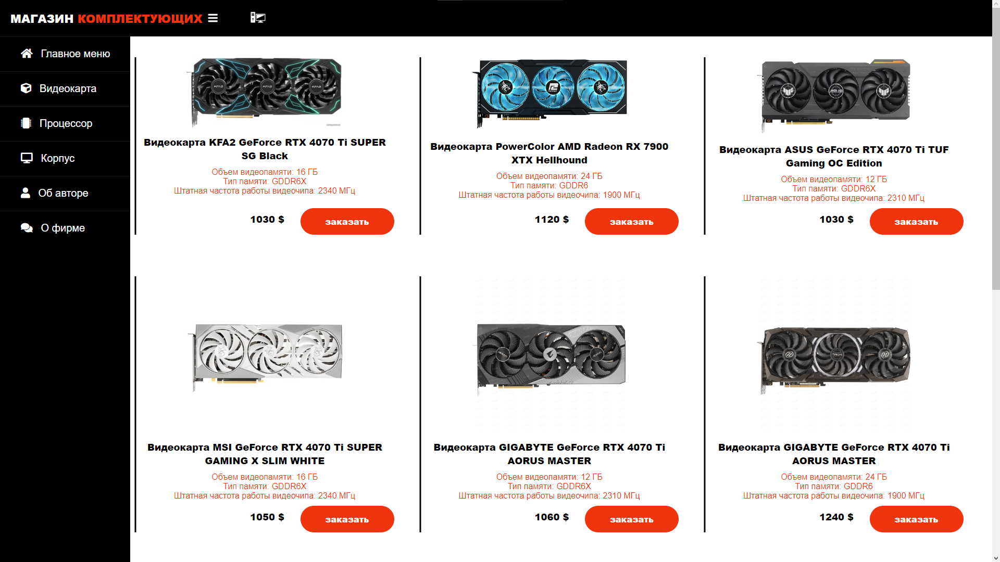 МАГАЗИН КОМПЛЕКТУЮЩИХ
Главное меню
Видеокарта
Процессор
Корпус
Об авторе
О фирме
KFA2 KFA2 KFA2
Видеокарта KFA2 GeForce RTX 4070 Ti SUPER
SG Black
Объем видеопамяти: 16 ГБ
Тип памяти: GDDR6X
Штатная частота работы видеочипа: 2340 МГц
1030 $ заказать
Видеокарта PowerColor AMD Radeon RX 7900
XTX Hellhound
Объем видеопамяти: 24 ГБ
Тип памяти: GDDR6
Штатная частота работы видеочипа: 1900 МГц
1120 $ заказать
ASUS
Видеокарта ASUS GeForce RTX 4070 Ti TUF
Gaming OC Edition
Объем видеопамяти: 12 ГБ
Тип памяти: GDDR6X
Штатная частота работы видеочипа: 2310 МГц
1030 $ заказать
Видеокарта MSI GeForce RTX 4070 Ti SUPER
GAMING X SLIM WHITE
Объем видеопамяти: 16 ГБ
Тип памяти: GDDR6X
Штатная частота работы видеочипа: 2340 МГц
1050 $ заказать
AORUS AORUS
Видеокарта GIGABYTE GeForce RTX 4070 Ti
AORUS MASTER
Объем видеопамяти: 12 ГБ
Тип памяти: GDDR6X
Штатная частота работы видеочипа: 2310 МГц
1060 $ заказать
Видеокарта GIGABYTE GeForce RTX 4070 Ti
AORUS MASTER
Объем видеопамяти: 24 ГБ
Тип памяти: GDDR6
Штатная частота работы видеочипа: 1900 МГц
1240 $ заказать